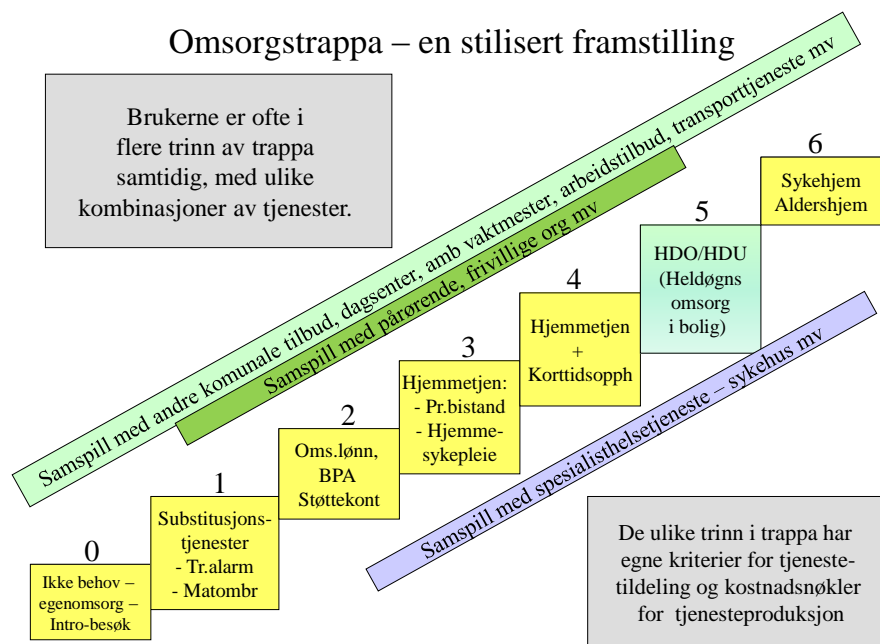 Omsorgstrappa – en stilisert framstilling
Brukerne er ofte i
flere trinn av trappa
samtidig, med ulike
kombinasjoner av tjenester.
Samspill med andre komunale tilbud, dagsenter, amb vaktmester, arbeidstilbud, transporttjeneste mv
Samspill med pårørende, frivillige org mv
0
Ikke behov –
egenomsorg –
Intro-besøk
1
Substitusjons-
tjenester
- Tr.alarm
- Matombr
2
Oms.lønn,
BPA
Støttekont
3
Hjemmetjen:
- Pr.bistand
- Hjemme-
sykepleie
4
Hjemmetjen
+
Korttidsopph
5
HDO/HDU
(Heldøgns
omsorg
i bolig)
6
Sykehjem
Aldershjem
Samspill med spesialisthelsetjeneste – sykehus mv
De ulike trinn i trappa har
egne kriterier for tjeneste-
tildeling og kostnadsnøkler
for tjenesteproduksjon